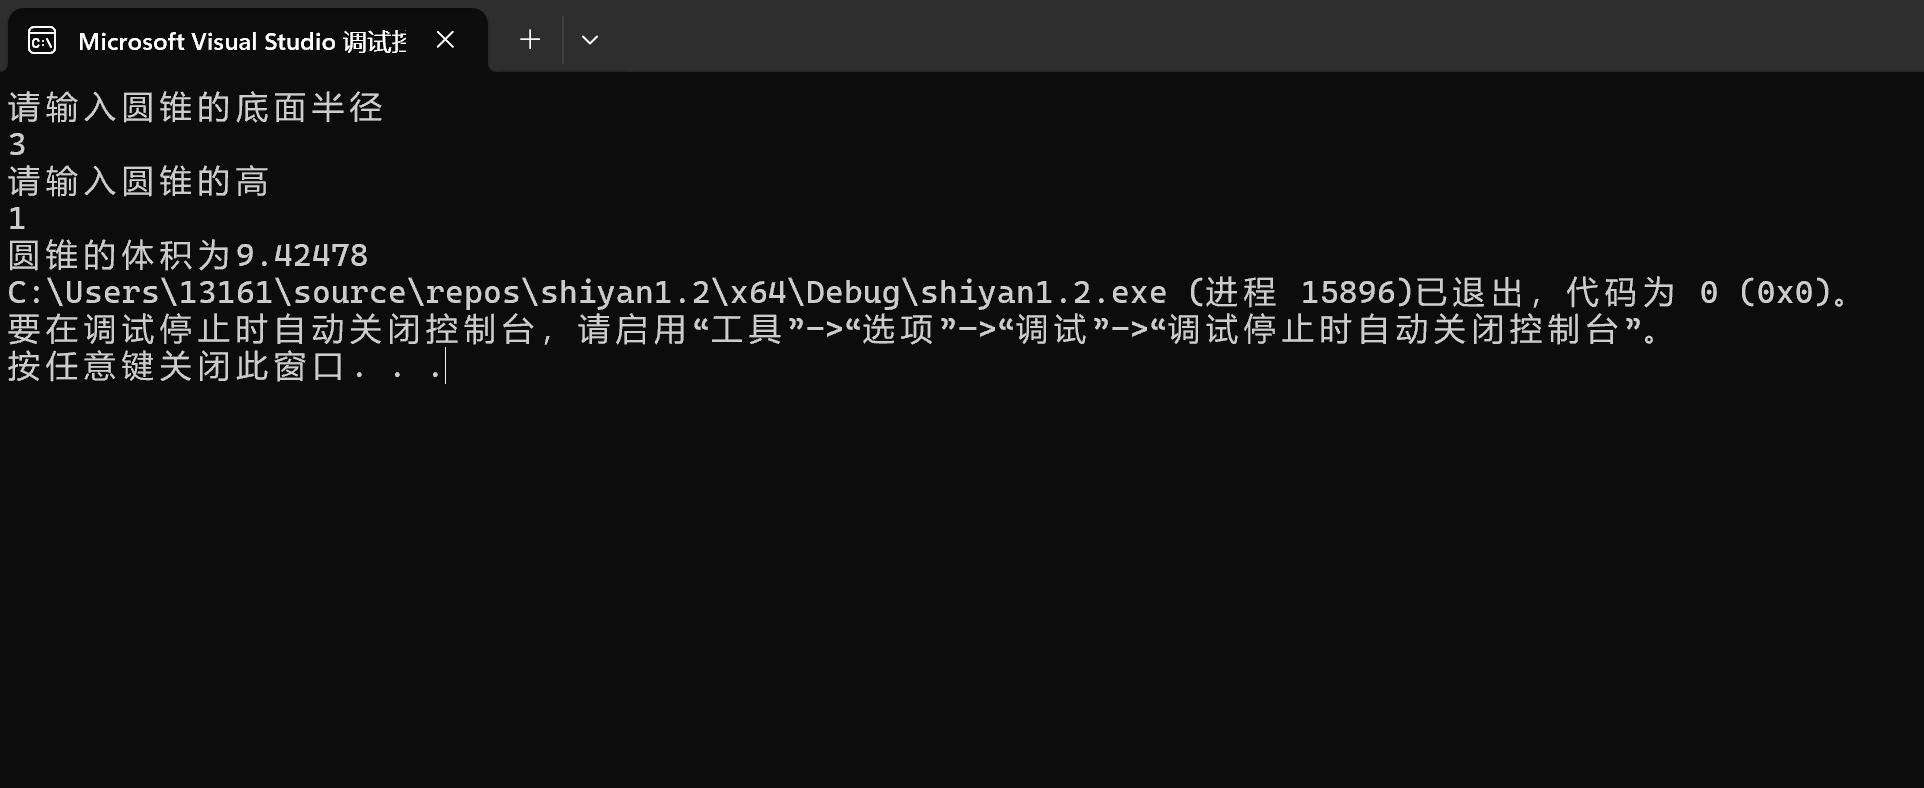 Microsoft Visual Studio 调试
请输入圆锥的底面半径
3
请输入圆锥的高
1
圆锥的体积为9.42478
C:\Users\13161\source\repos\shiyan1.2\x64\Debug\shiyan1.2.exe (进程 15896)已退出，代码为 0 (0x0)。
要在调试停止时自动关闭控制台，请启用“工具”->“选项”->“调试”->“调试停止时自动关闭控制台”。
按任意键关闭此窗口. . .